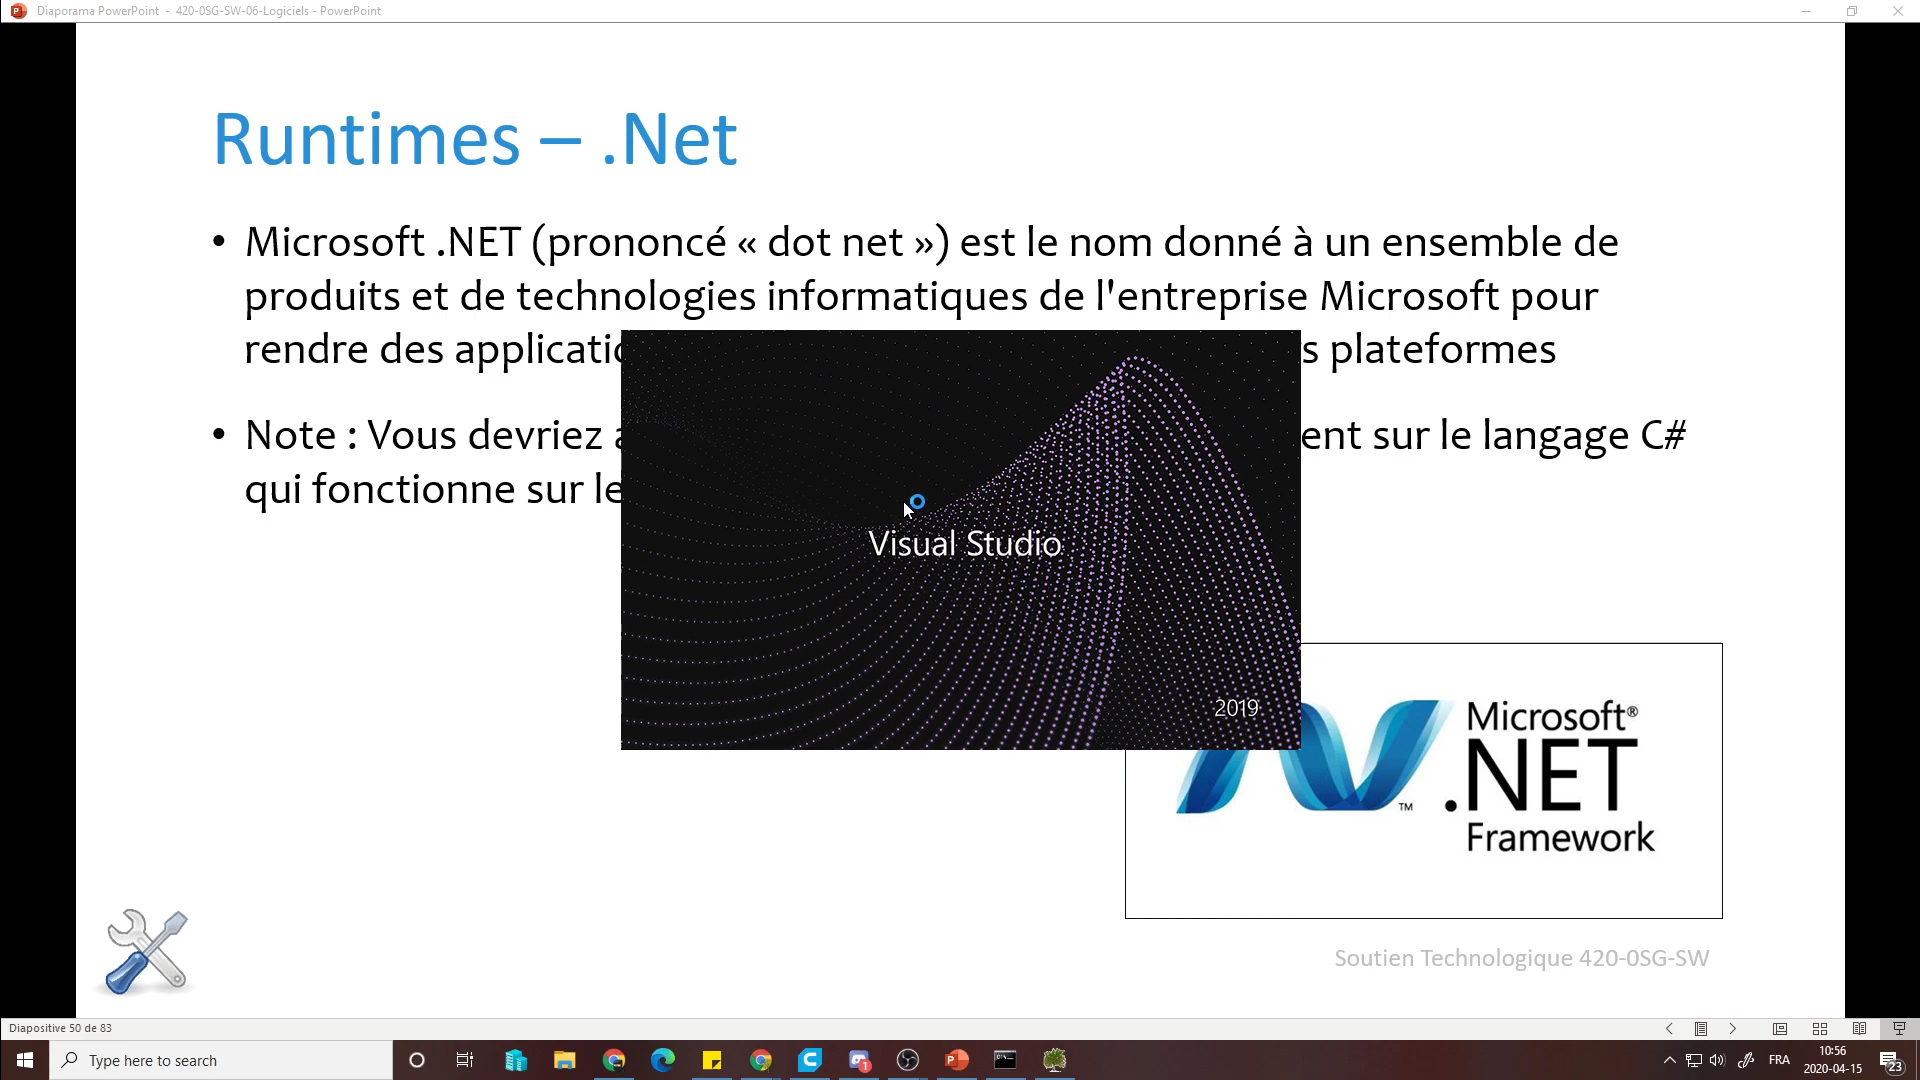 Diaporama PowerPoint - 420-0SG-SW-06-Logiciels - PowerPoint
Runtimes – .Net
• Microsoft .NET (prononcé « dot net ») est le nom donné à un ensemble de
produits et de technologies informatiques de l'entreprise Microsoft pour
rendre des plateformes
• Note : Vous devriez sur le langage C#
qui fonctionne sur
Visual Studio
2019
Microsoft®
.NET
Framework
TM
Soutien Technologique 420-0SG-SW
Diapositive 50 de 83
Type here to search
1
FRA
10:56
2020-04-15
23